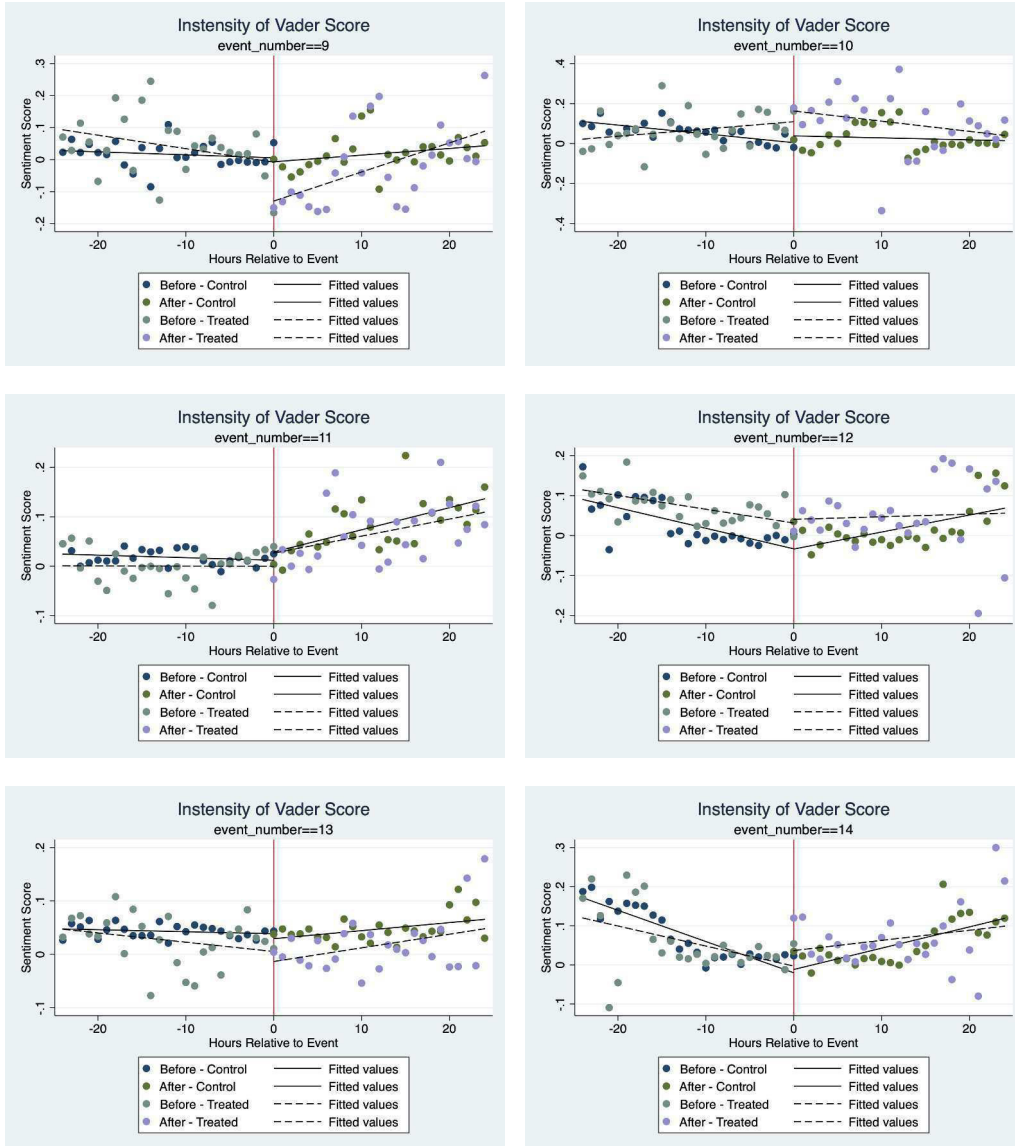 Instensity of Vader Score
event_number==9
Sentiment Score
.3
.2
.1
0
-.1
-.2
-20 -10 0 10 20
Hours Relative to Event
Before - Control Fitted values
After - Control Fitted values
Before - Treated Fitted values
After - Treated Fitted values
Instensity of Vader Score
event_number==10
Sentiment Score
.4
.2
0
-.2
-.4
-20 -10 0 10 20
Hours Relative to Event
Before - Control Fitted values
After - Control Fitted values
Before - Treated Fitted values
After - Treated Fitted values
Instensity of Vader Score
event_number==11
Sentiment Score
.2
.1
0
-.1
-20 -10 0 10 20
Hours Relative to Event
Before - Control Fitted values
After - Control Fitted values
Before - Treated Fitted values
After - Treated Fitted values
Instensity of Vader Score
event_number==12
Sentiment Score
.2
.1
0
-.1
-.2
-20 -10 0 10 20
Hours Relative to Event
Before - Control Fitted values
After - Control Fitted values
Before - Treated Fitted values
After - Treated Fitted values
Instensity of Vader Score
event_number==13
Sentiment Score
.2
.1
0
-.1
-20 -10 0 10 20
Hours Relative to Event
Before - Control Fitted values
After - Control Fitted values
Before - Treated Fitted values
After - Treated Fitted values
Instensity of Vader Score
event_number==14
Sentiment Score
.3
.2
.1
0
-.1
-20 -10 0 10 20
Hours Relative to Event
Before - Control Fitted values
After - Control Fitted values
Before - Treated Fitted values
After - Treated Fitted values